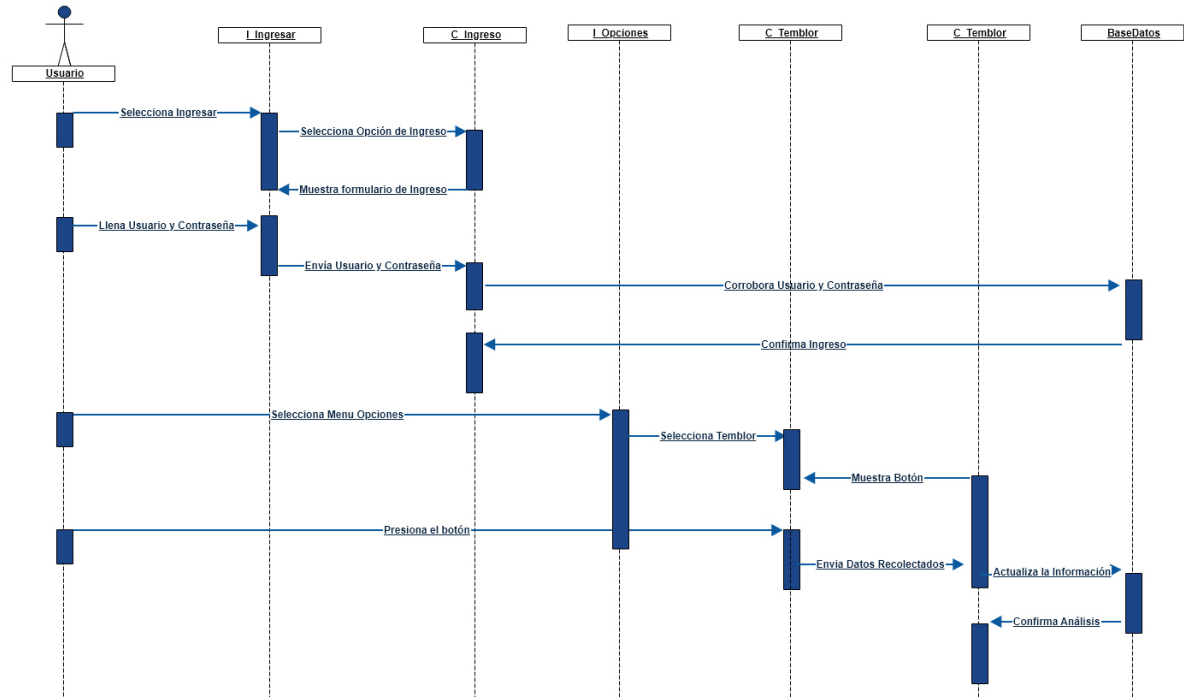 I_Ingresar
C_Ingreso
I_Opciones
C_Temblor
C_Temblor
BaseDatos
Usuario
Selecciona Ingresar
Selecciona Opción de Ingreso
Muestra formulario de Ingreso
Llena Usuario y Contraseña
Envía Usuario y Contraseña
Corrobora Usuario y Contraseña
Confirma Ingreso
Selecciona Menu Opciones
Selecciona Temblor
Muestra Botón
Presiona el botón
Envia Datos Recolectados
Actualiza la Información
Confirma Análisis